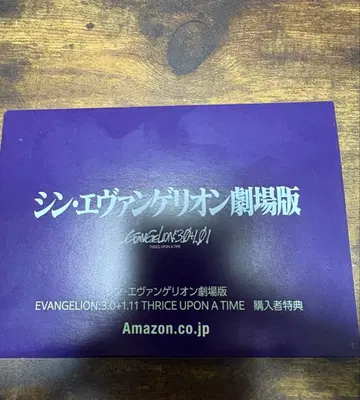 シン・エヴァンゲリオン劇場版
EVANGELION:3.0+1.01
THRICE UPON A TIME
シン・エヴァンゲリオン劇場版
EVANGELION:3.0+1.11 THRICE UPON A TIME 購入者特典
Amazon.co.jp